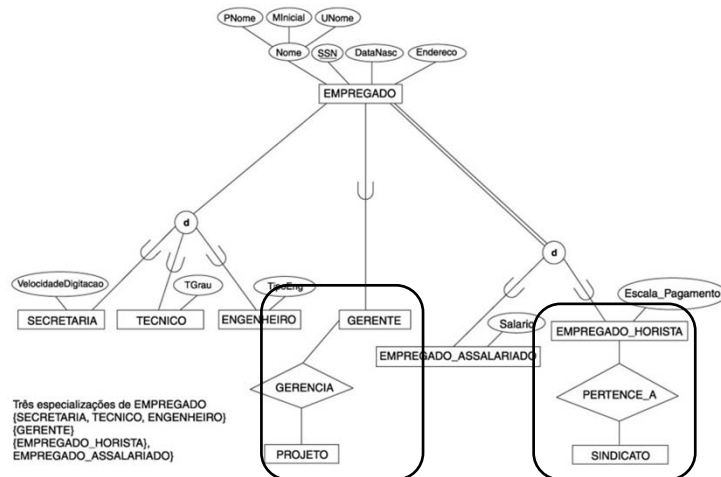 PNome MInicial UNome
Nome SSN DataNasc Endereco
EMPREGADO
d
d
VelocidadeDigitacao TGrau TipoEng
SECRETARIA TECNICO ENGENHEIRO GERENTE
Escala_Pagamento
Salario
EMPREGADO_HORISTA
EMPREGADO_ASSALARIADO
GERENCIA
PERTENCE_A
PROJETO
SINDICATO
Três especializações de EMPREGADO
{SECRETARIA, TECNICO, ENGENHEIRO}
{GERENTE}
{EMPREGADO_HORISTA},
EMPREGADO_ASSALARIADO}